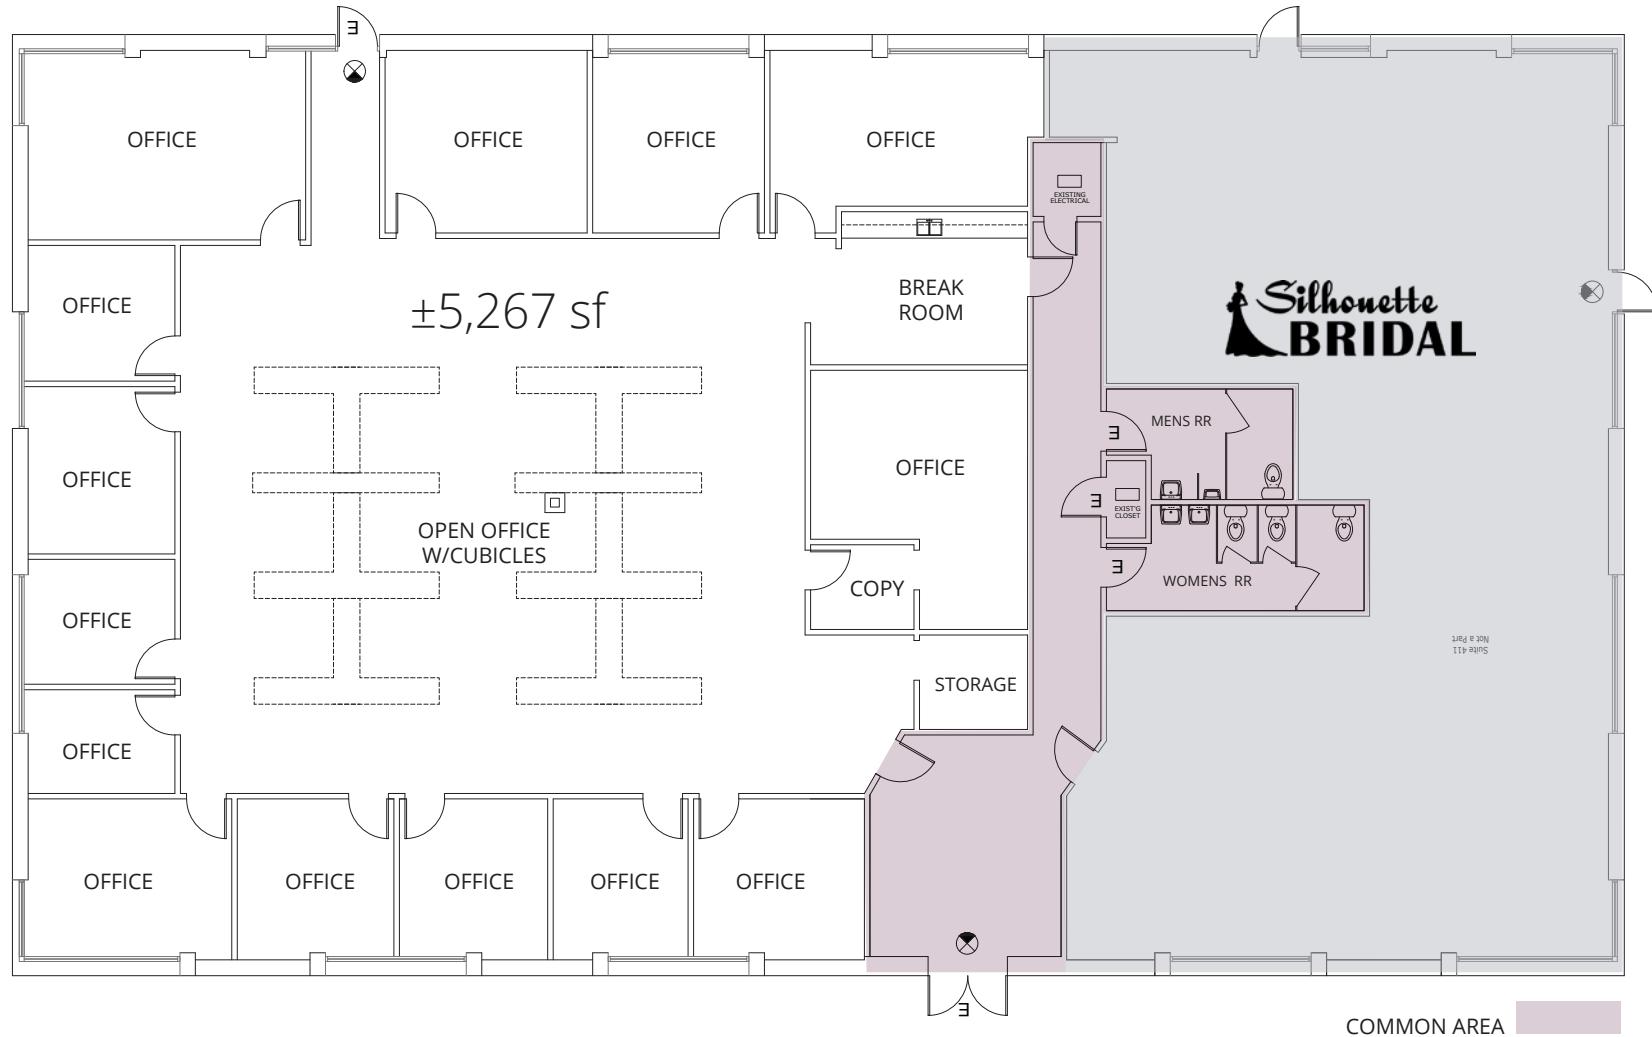 E
OFFICE
OFFICE
OFFICE
OFFICE
EXISTING
ELECTRICAL
OFFICE
±5,267 sf
BREAK
ROOM
Silhouette
BRIDAL
OFFICE
OPEN OFFICE
W/CUBICLES
OFFICE
MENS RR
E
E
EXIST'G
CLOSET
E
WOMENS RR
COPY
OFFICE
Suite 411
Not a Part
STORAGE
OFFICE
OFFICE
OFFICE
OFFICE
OFFICE
OFFICE
E
COMMON AREA